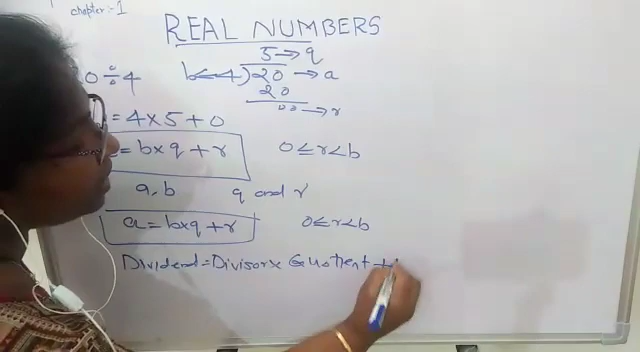 chapter:-1
REAL NUMBERS
5→q
0÷4
b←4)20→a
20
00→r
=4×5+0
=b×q+r 0≤r<b
a,b q and r
a=b×q+r 0≤r<b
Dividend=Divisor× Quotient+